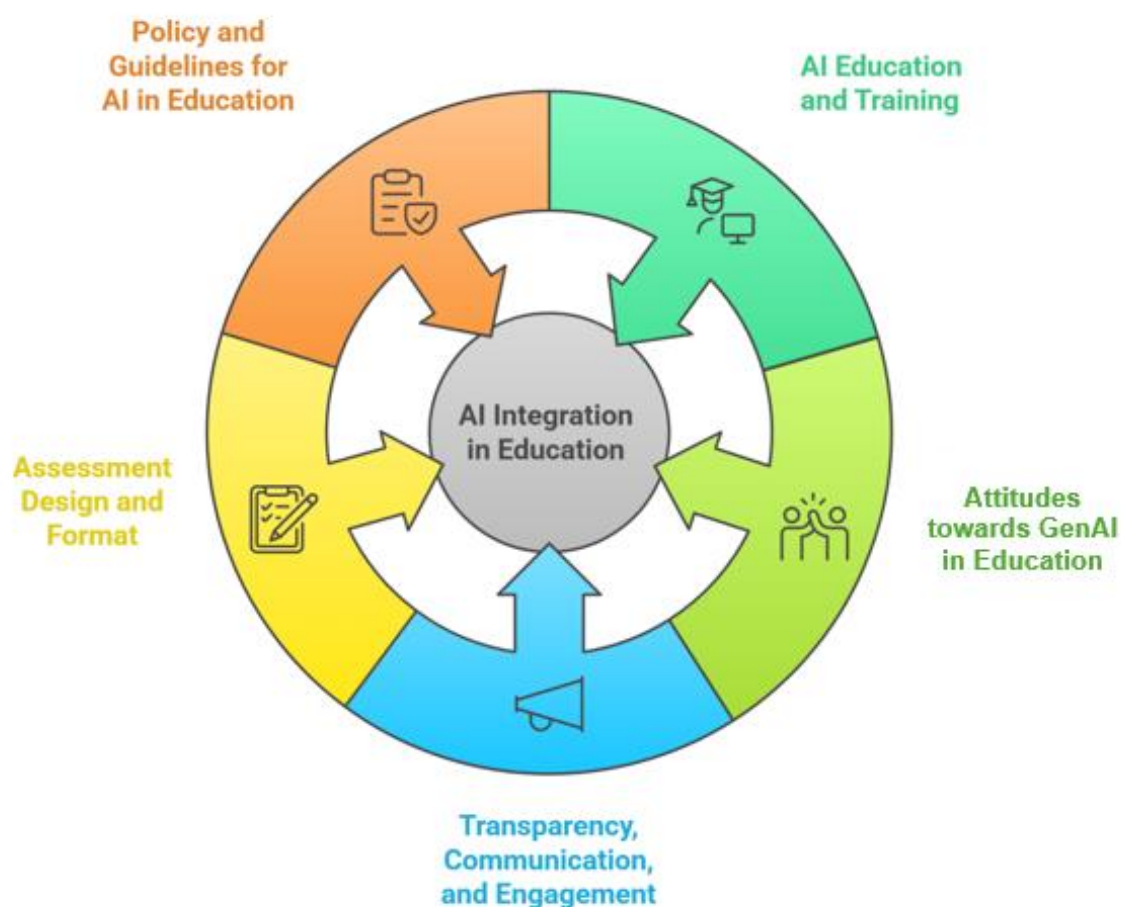 Policy and
Guidelines for
AI in Education
AI Education
and Training
AI Integration
in Education
Assessment
Design and
Format
Attitudes
towards GenAI
in Education
Transparency,
Communication,
and Engagement